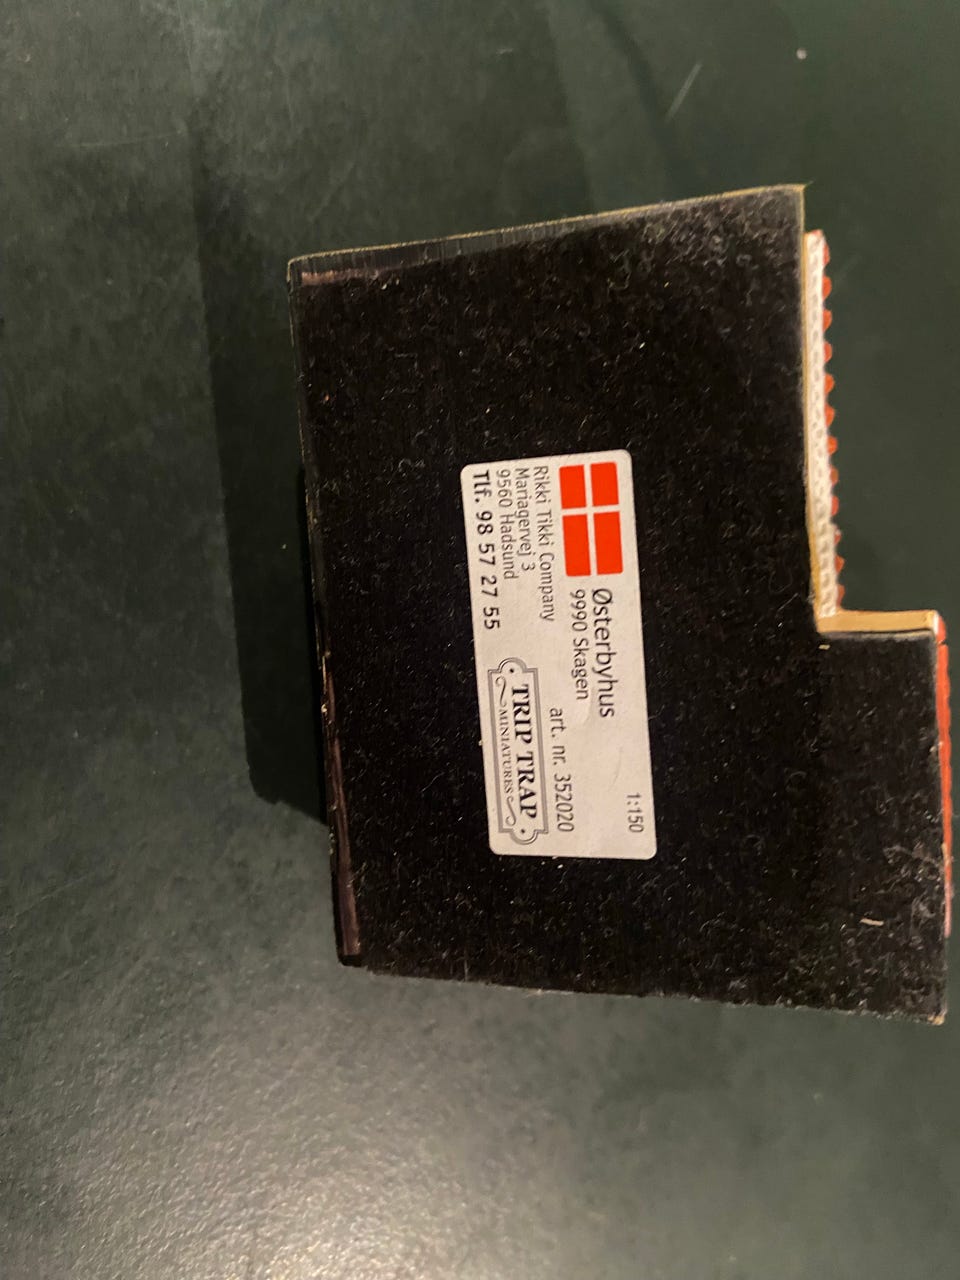 Østerbyhus
9990 Skagen
1:150
art. nr. 352020
Rikki Tikki Company
Mariagervej 3
9560 Hadsund
Tlf. 98 57 27 55
TRIP TRAP
MINIATURES